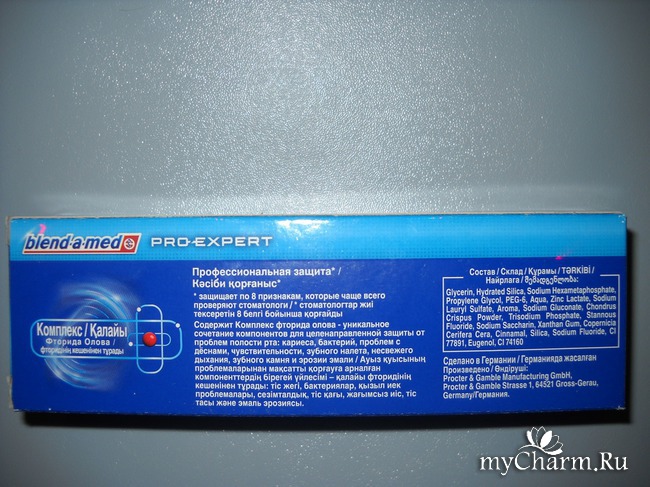 blend-a-med PRO-EXPERT
Комплекс / Қалайы
Фторида Олова /
фторидінің кешенінен тұрады
Профессиональная защита* /
Кәсіби қорғаныс*
* защищает по 8 признакам, которые чаще всего
проверяют стоматологи / * стоматологтар жиі
тексеретін 8 белгі бойынша қорғайды
Содержит Комплекс фторида олова - уникальное
сочетание компонентов для целенаправленной защиты от
проблем полости рта: кариеса, бактерий, проблем с
дёснами, чувствительности, зубного налета, несвежего
дыхания, зубного камня и эрозии эмали / Ауыз қуысының
проблемаларынан мақсатты қорғауға арналған
компоненттердің бірегей үйлесімі – қалайы фторидінің
кешенінен тұрады: тіс жегі, бактериялар, қызыл иек
проблемалары, сезімталдық, тіс қағы, жағымсыз иіс, тіс
тасы және эмаль эрозиясы.
Состав / Склад / Құрамы / ТӘРКІВІ /
Найрлага / შემადგენლობა:
Glycerin, Hydrated Silica, Sodium Hexametaphosphate,
Propylene Glycol, PEG-6, Aqua, Zinc Lactate, Sodium
Lauryl Sulfate, Aroma, Sodium Gluconate, Chondrus
Crispus Powder, Trisodium Phosphate, Stannous
Fluoride, Sodium Saccharin, Xanthan Gum, Copernicia
Cerifera Cera, Cinnamal, Silica, Sodium Fluoride, CI
77891, Eugenol, CI 74160
Сделано в Германии / Германияда жасалған
Произведено / Өндіруші:
Procter & Gamble Manufacturing GmbH,
Procter & Gamble Strasse 1, 64521 Gross-Gerau,
Germany/Германия.
myCharm.Ru